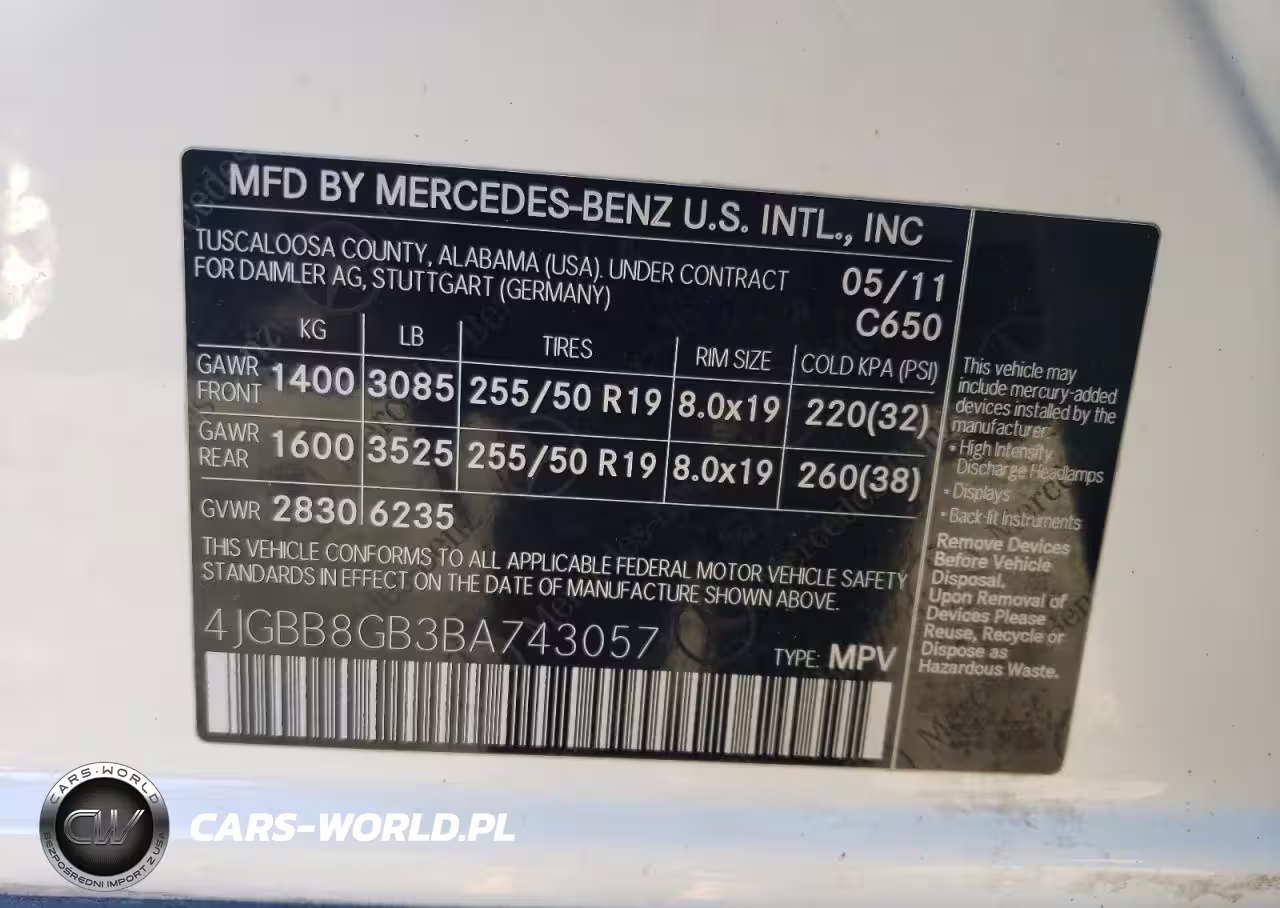 MFD BY MERCEDES-BENZ U.S. INTL., INC
TUSCALOOSA COUNTY, ALABAMA (USA). UNDER CONTRACT
FOR DAIMLER AG, STUTTGART (GERMANY)
05/11
C650
KG LB TIRES RIM SIZE COLD KPA (PSI)
GAWR FRONT 1400 3085 255/50 R19 8.0x19 220(32)
GAWR REAR 1600 3525 255/50 R19 8.0x19 260(38)
GVWR 2830 6235
THIS VEHICLE CONFORMS TO ALL APPLICABLE FEDERAL MOTOR VEHICLE SAFETY
STANDARDS IN EFFECT ON THE DATE OF MANUFACTURE SHOWN ABOVE.
4JGBB8GB3BA743057
TYPE: MPV
This vehicle may
include mercury-added
devices installed by the
manufacturer:
• High Intensity
Discharge Headlamps
• Displays
• Back-lit Instruments
Remove Devices
Before Vehicle
Disposal.
Upon Removal of
Devices Please
Reuse, Recycle or
Dispose as
Hazardous Waste.
CARS-WORLD
CW
BEZPOŚREDNI IMPORT Z USA
CARS-WORLD.PL